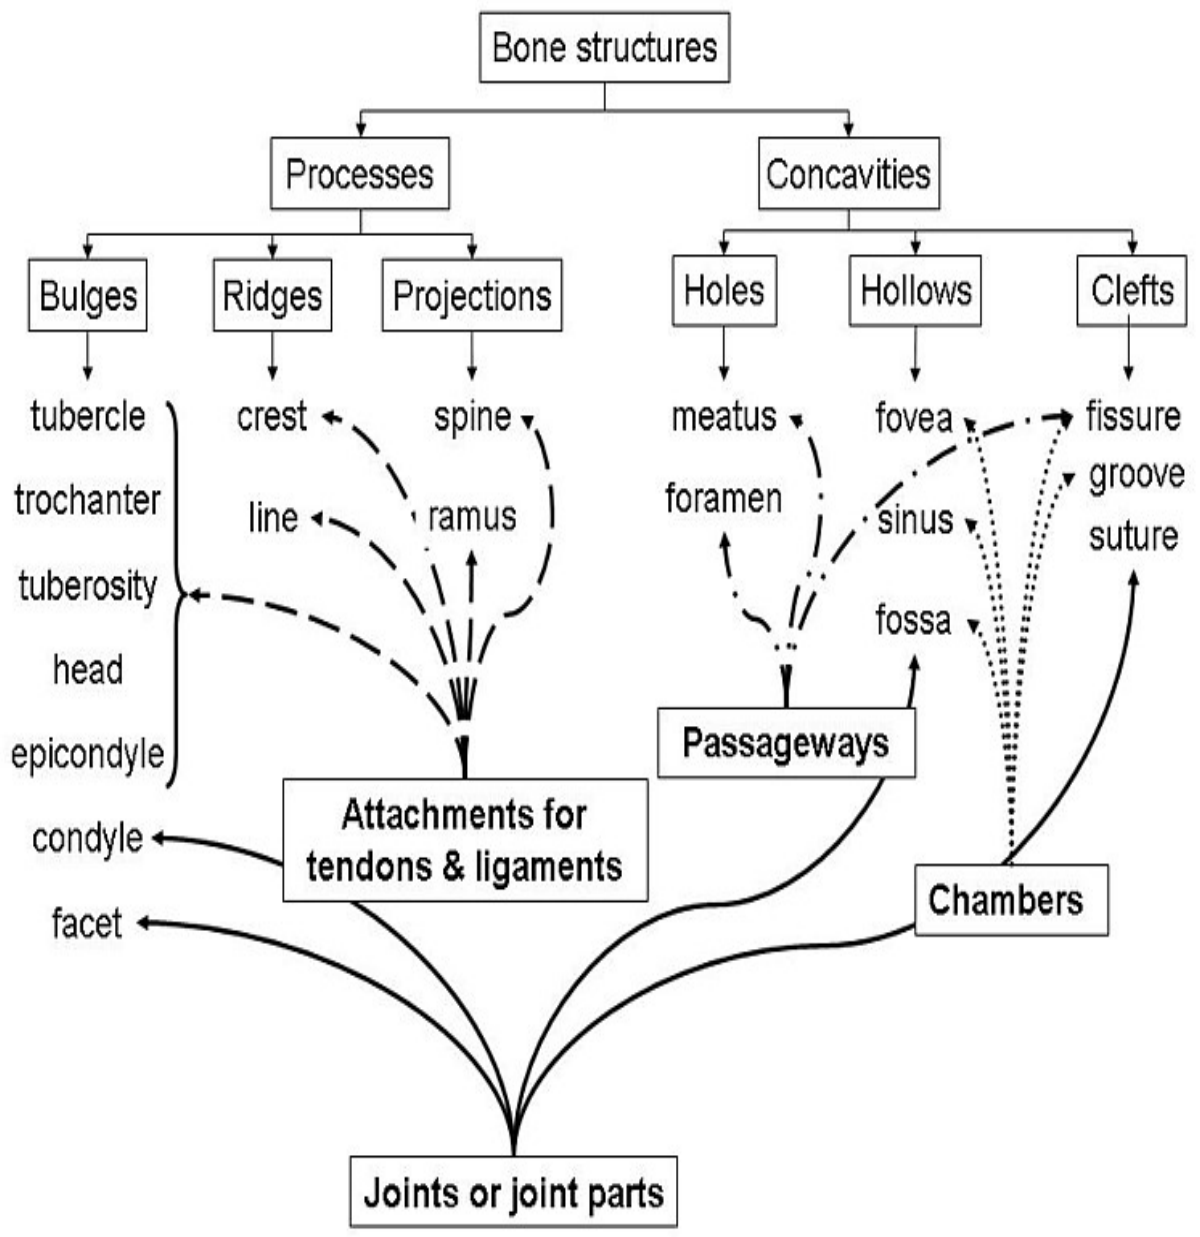 Bone structures
Processes
Concavities
Bulges
Ridges
Projections
Holes
Hollows
Clefts
tubercle
trochanter
tuberosity
head
epicondyle
condyle
facet
crest
line
spine
ramus
meatus
foramen
fovea
sinus
fossa
fissure
groove
suture
Passageways
Attachments for
tendons & ligaments
Chambers
Joints or joint parts